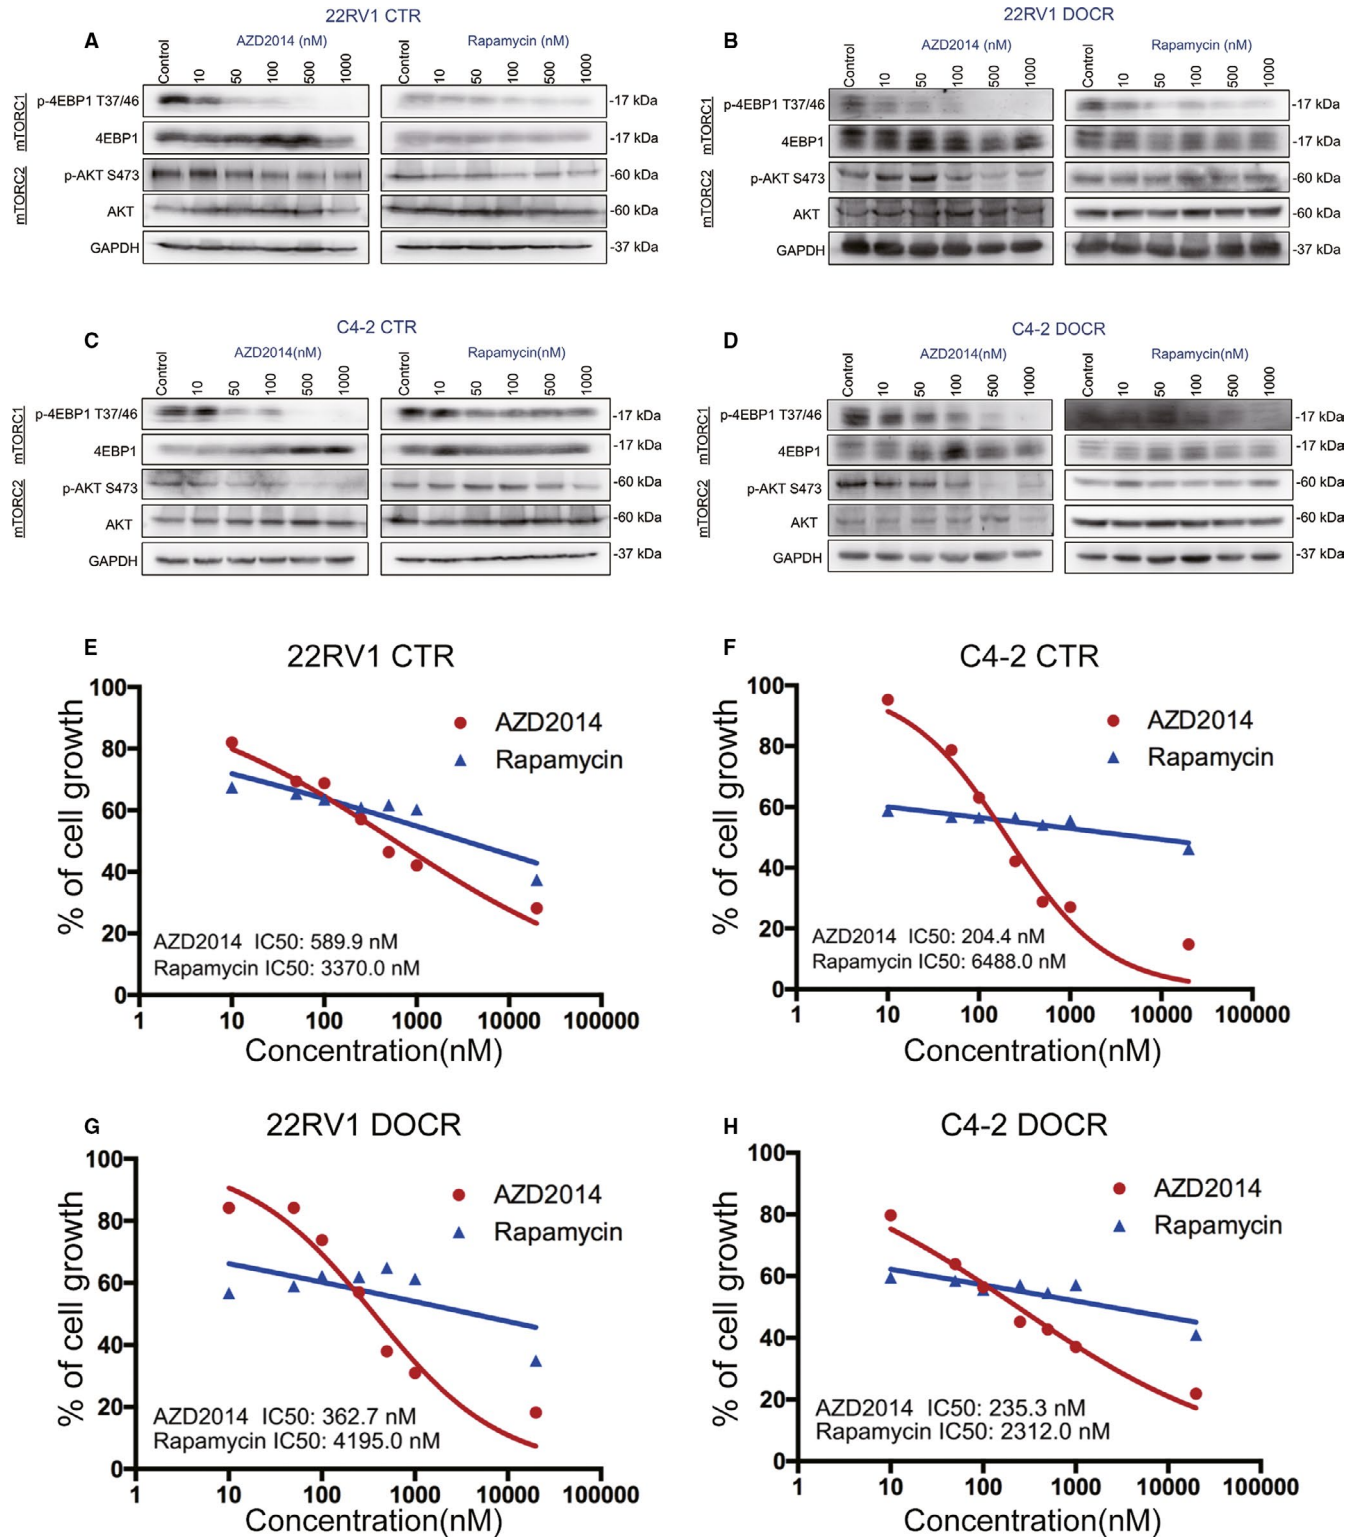 22RV1 CTR
A
AZD2014 (nM)
Rapamycin (nM)
Control 10 50 100 500 1000
Control 10 50 100 500 1000
mTORC1
p-4EBP1 T37/46
-17 kDa
4EBP1
-17 kDa
mTORC2
p-AKT S473
-60 kDa
AKT
-60 kDa
GAPDH
-37 kDa
22RV1 DOCR
B
AZD2014 (nM)
Rapamycin (nM)
Control 10 50 100 500 1000
Control 10 50 100 500 1000
mTORC1
p-4EBP1 T37/46
-17 kDa
4EBP1
-17 kDa
mTORC2
p-AKT S473
-60 kDa
AKT
-60 kDa
GAPDH
-37 kDa
C4-2 CTR
C
AZD2014(nM)
Rapamycin(nM)
Control 10 50 100 500 1000
Control 10 50 100 500 1000
mTORC1
p-4EBP1 T37/46
-17 kDa
4EBP1
-17 kDa
mTORC2
p-AKT S473
-60 kDa
AKT
-60 kDa
GAPDH
-37 kDa
C4-2 DOCR
D
AZD2014(nM)
Rapamycin(nM)
Control 10 50 100 500 1000
Control 10 50 100 500 1000
mTORC1
p-4EBP1 T37/46
-17 kDa
4EBP1
-17 kDa
mTORC2
p-AKT S473
-60 kDa
AKT
-60 kDa
GAPDH
-37 kDa
E
22RV1 CTR
% of cell growth
100
80
60
40
20
0
AZD2014
Rapamycin
AZD2014 IC50: 589.9 nM
Rapamycin IC50: 3370.0 nM
1 10 100 1000 10000 100000
Concentration(nM)
F
C4-2 CTR
% of cell growth
100
80
60
40
20
0
AZD2014
Rapamycin
AZD2014 IC50: 204.4 nM
Rapamycin IC50: 6488.0 nM
1 10 100 1000 10000 100000
Concentration(nM)
G
22RV1 DOCR
% of cell growth
100
80
60
40
20
0
AZD2014
Rapamycin
AZD2014 IC50: 362.7 nM
Rapamycin IC50: 4195.0 nM
1 10 100 1000 10000 100000
Concentration(nM)
H
C4-2 DOCR
% of cell growth
100
80
60
40
20
0
AZD2014
Rapamycin
AZD2014 IC50: 235.3 nM
Rapamycin IC50: 2312.0 nM
1 10 100 1000 10000 100000
Concentration(nM)